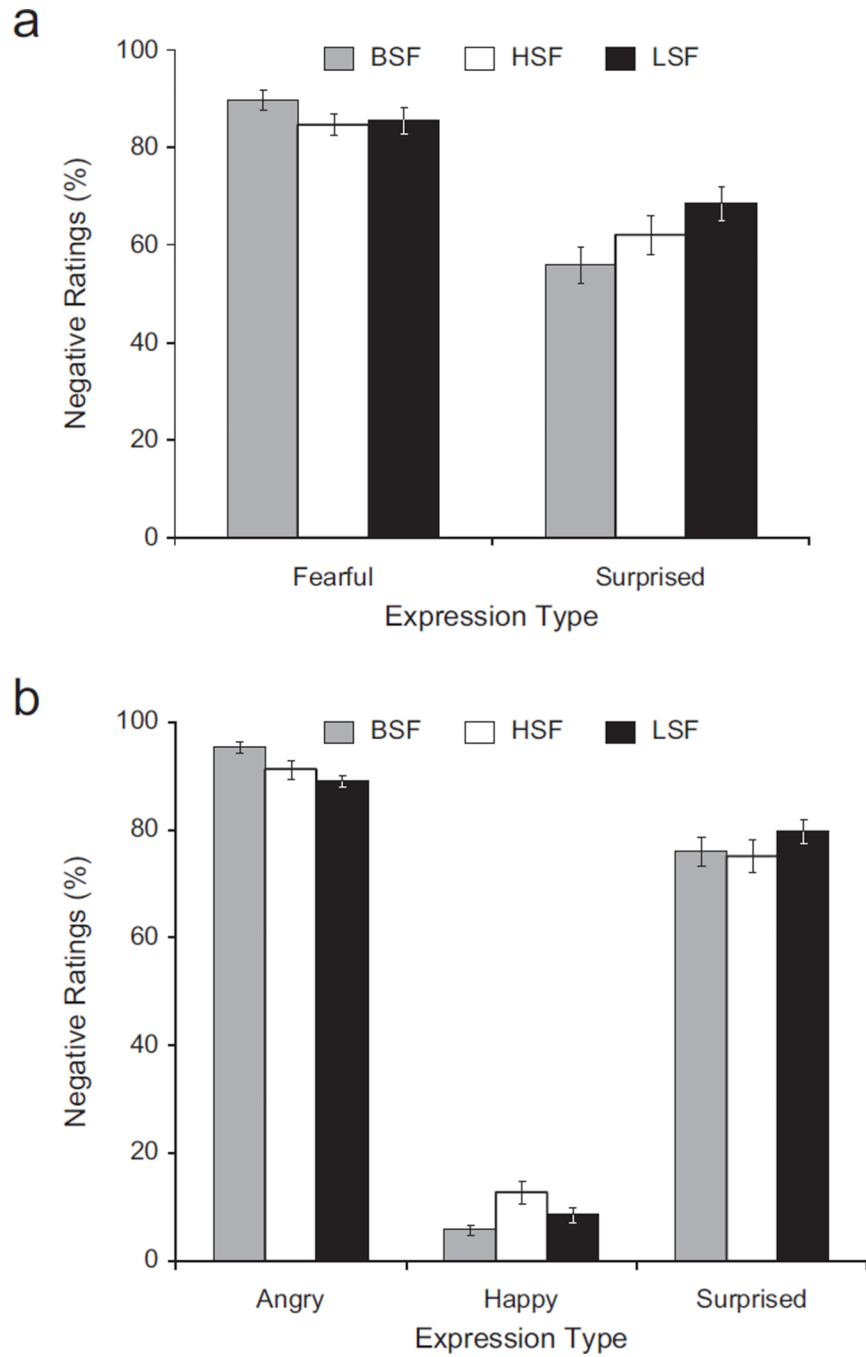 a
BSF HSF LSF
Negative Ratings (%)
100
80
60
40
20
0
Fearful Surprised
Expression Type
b
BSF HSF LSF
Negative Ratings (%)
100
80
60
40
20
0
Angry Happy Surprised
Expression Type